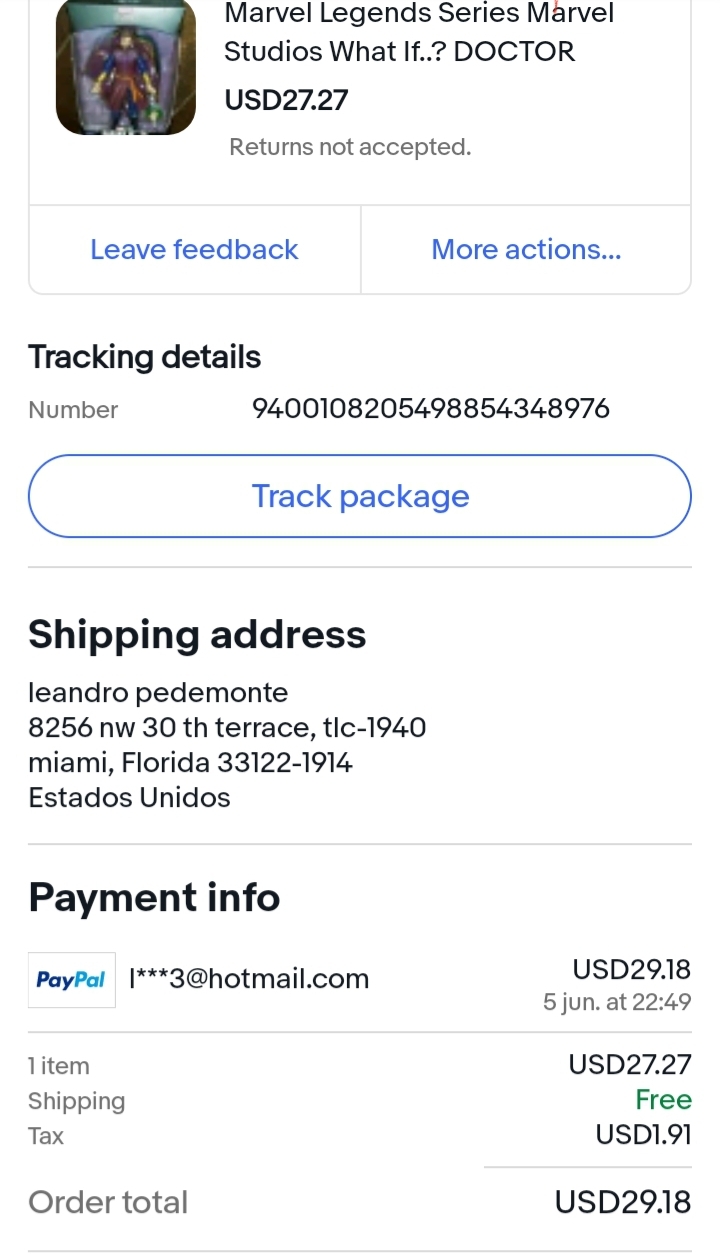 Marvel Legends Series Marvel
Studios What If..? DOCTOR
USD27.27
Returns not accepted.
Leave feedback
More actions...
Tracking details
Number 9400108205498854348976
Track package
Shipping address
leandro pedemonte
8256 nw 30 th terrace, tlc-1940
miami, Florida 33122-1914
Estados Unidos
Payment info
PayPal l***3@hotmail.com USD29.18
5 jun. at 22:49
1 item USD27.27
Shipping Free
Tax USD1.91
Order total USD29.18